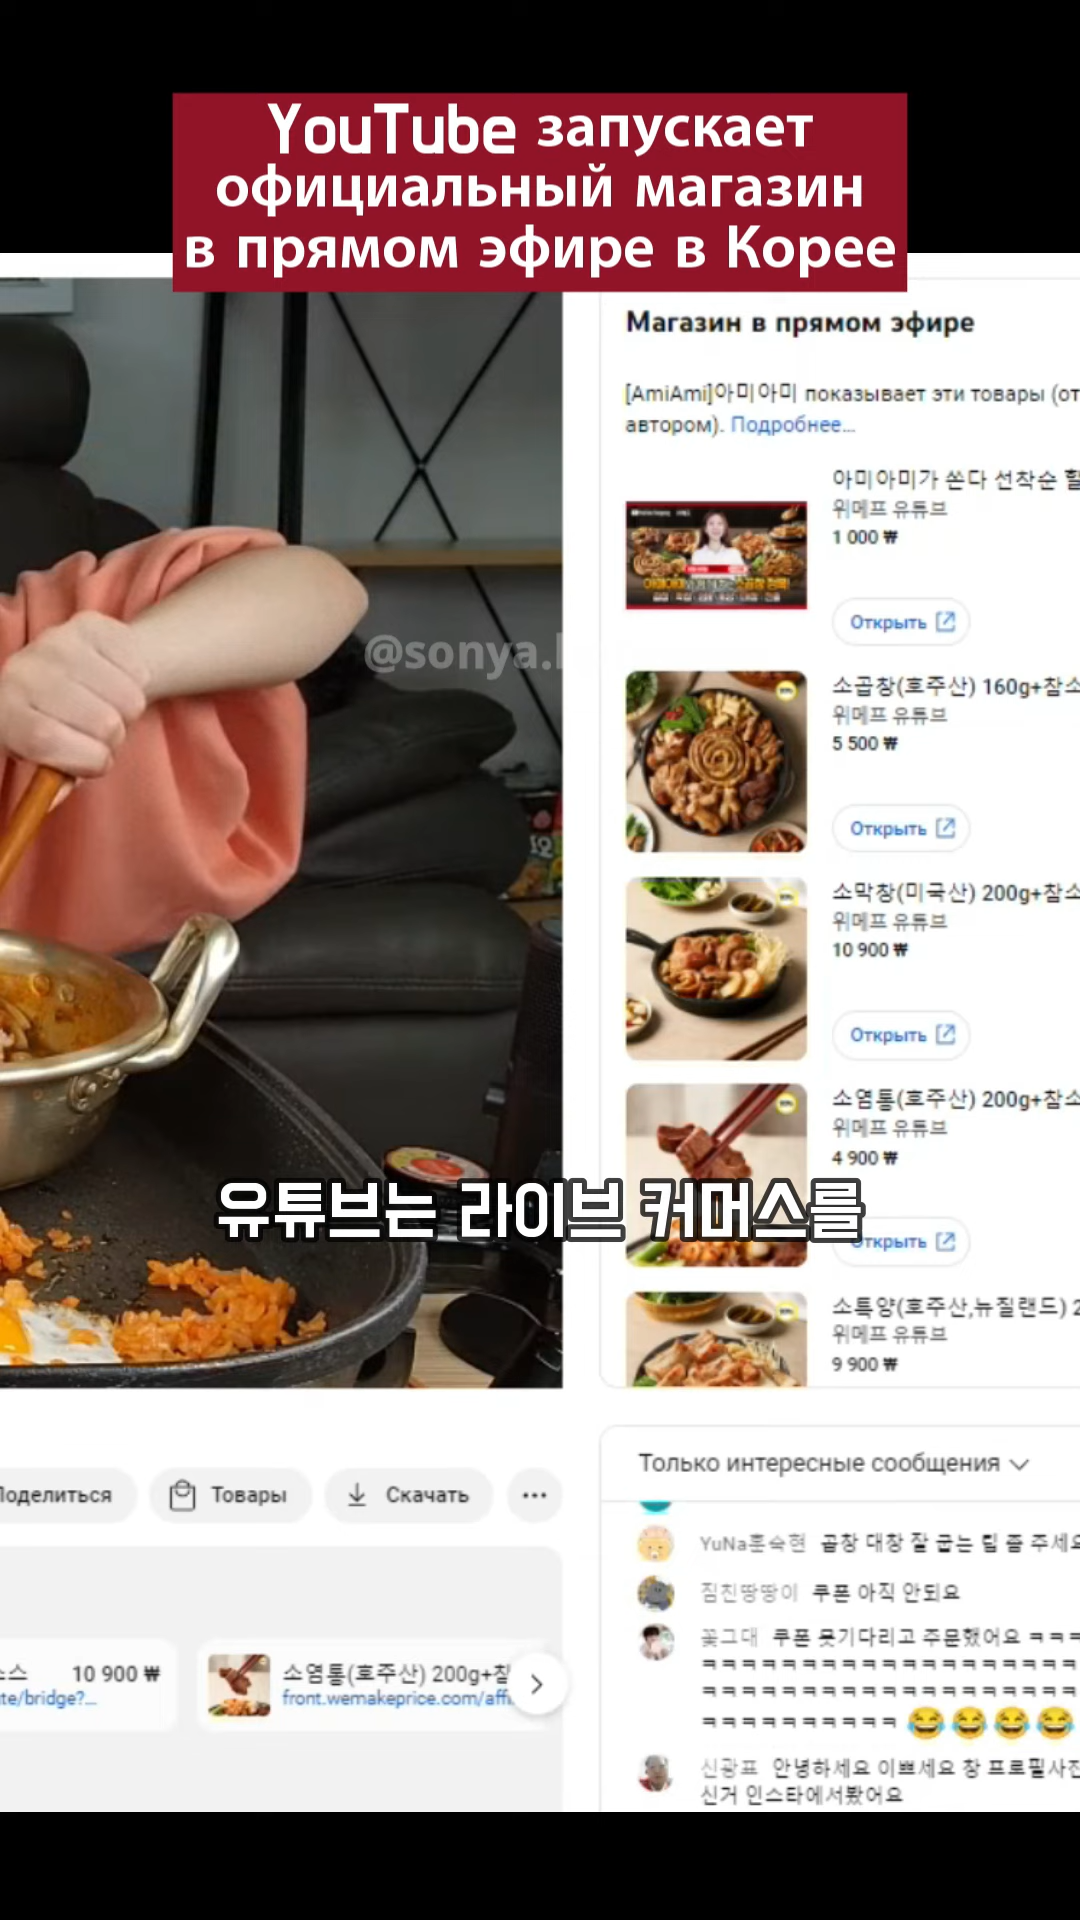 YouTube запускает
официальный магазин
в прямом эфире в Корее
Магазин в прямом эфире
[AmiAmi]아미아미 показывает эти товары (от
автором). Подробнее...
아미아미가 쏜다 선착순 할
위메프 유튜브
1 000 ₩
Открыть
@sonya.
소곱창(호주산) 160g+참소
위메프 유튜브
5 500 ₩
Открыть
소막창(미국산) 200g+참소
위메프 유튜브
10 900 ₩
Открыть
소염통(호주산) 200g+참소
위메프 유튜브
4 900 ₩
유튜브는 라이브 커머스를
Открыть
소특양(호주산,뉴질랜드) 2
위메프 유튜브
9 900 ₩
Поделиться
Товары
Скачать
Только интересные сообщения
YuNa훈숙현 곱창 대창 잘 굽는 팁 좀 주세요
짐친땅땅이 쿠폰 아직 안되요
꽃그대 쿠폰 못기다리고 주문했어요 ㅋㅋㅋ
ㅋㅋㅋㅋㅋㅋㅋㅋㅋㅋㅋㅋㅋㅋㅋㅋㅋㅋㅋ
ㅋㅋㅋㅋㅋㅋㅋㅋㅋㅋㅋㅋㅋㅋㅋㅋㅋㅋㅋ
ㅋㅋㅋㅋㅋㅋㅋㅋㅋㅋ 😂😂😂😂
신광표 안녕하세요 이쁘세요 창 프로필사진
신거 인스타에서봤어요
소스 10 900 ₩
te/bridge?...
소염통(호주산) 200g+참
front.wemakeprice.com/affi